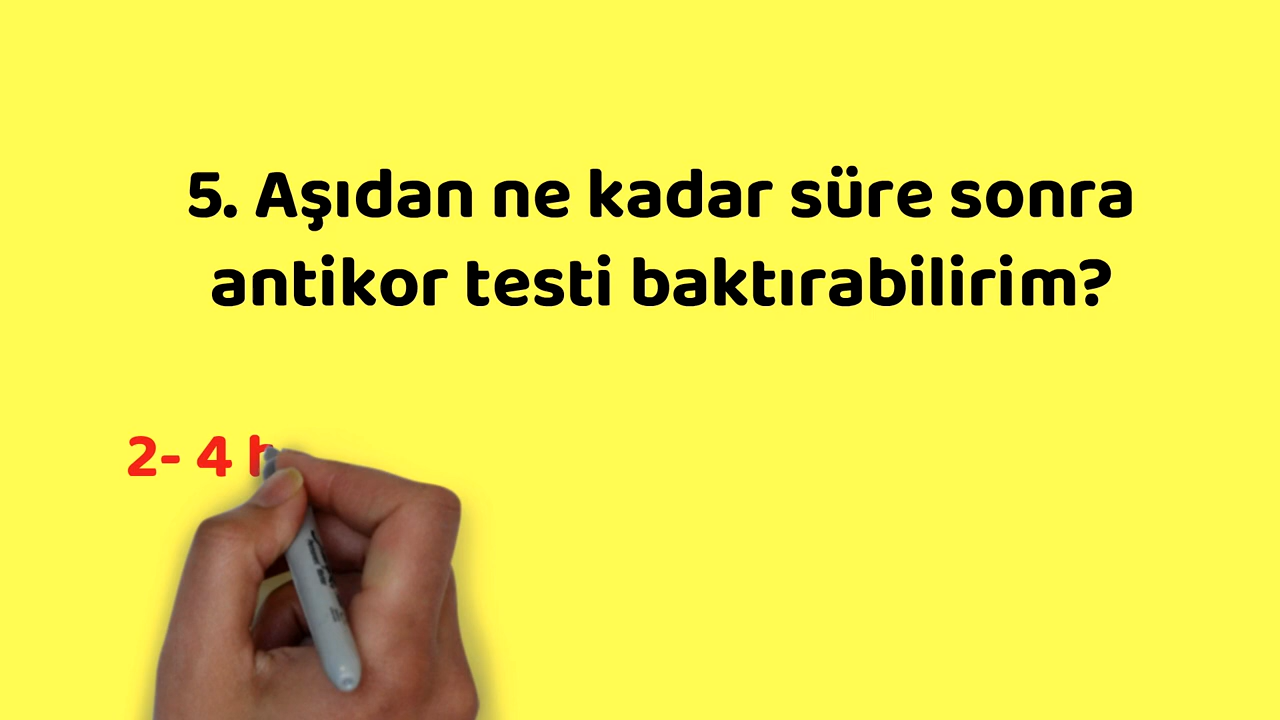 5. Aşıdan ne kadar süre sonra
antikor testi baktırabilirim?
2- 4